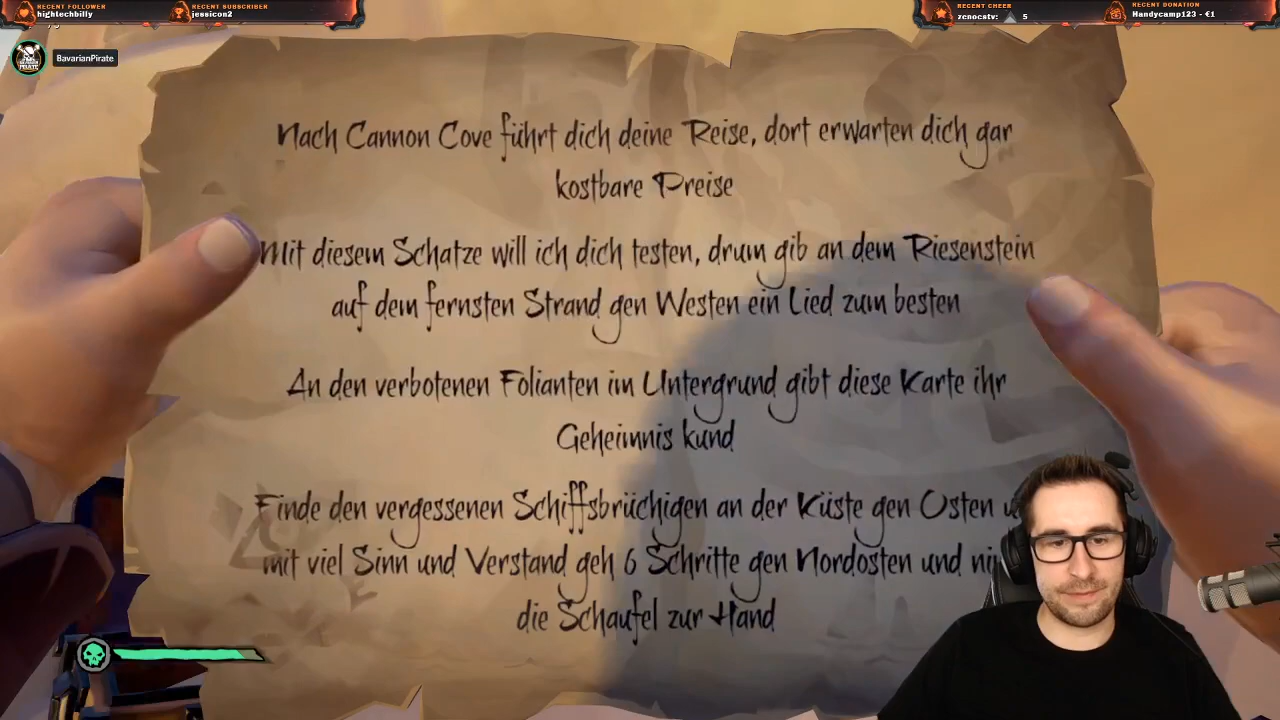 RECENT FOLLOWER
hightechbilly
RECENT SUBSCRIBER
jessicon2
RECENT CHEER
zenocstv: 5
RECENT DONATION
Handycamp123 - €1
BavarianPirate
Nach Cannon Cove führt dich deine Reise, dort erwarten dich gar
kostbare Preise
Mit diesem Schatze will ich dich testen, drum gib an dem Riesenstein
auf dem fernsten Strand gen Westen ein Lied zum besten
An den verbotenen Folianten im Untergrund gibt diese Karte ihr
Geheimnis kund
Finde den vergessenen Schiffsbrüchigen an der Küste gen Osten
mit viel Sinn und Verstand geh 6 Schritte gen Nordosten und
die Schaufel zur Hand